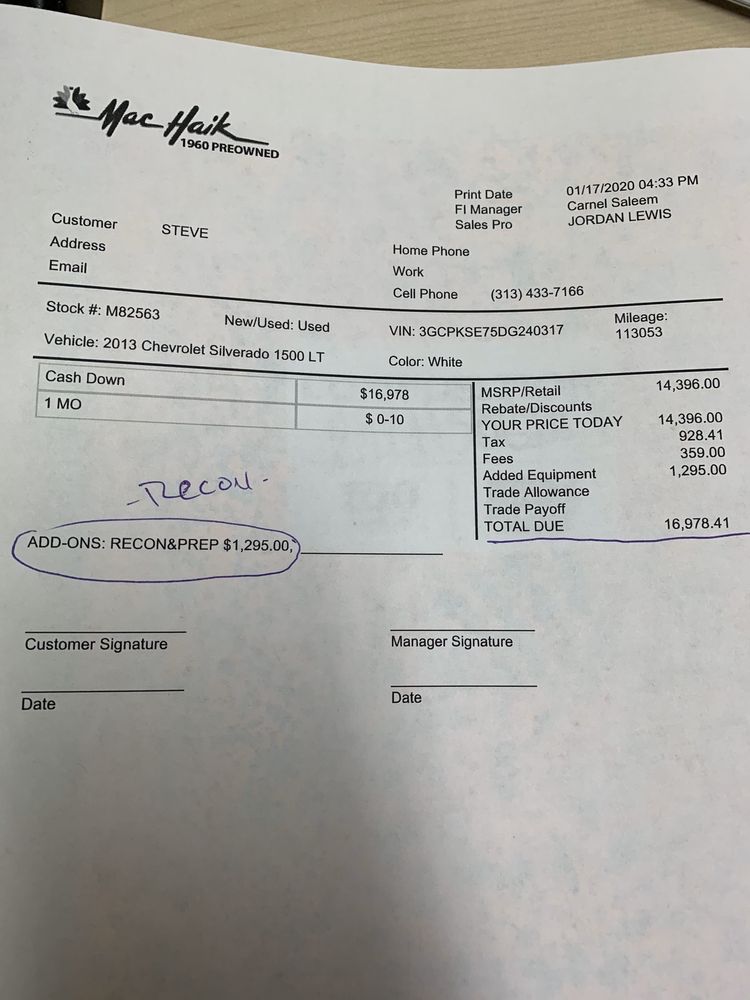 Mac Haik
1960 PREOWNED
Print Date 01/17/2020 04:33 PM
FI Manager Carnel Saleem
Sales Pro JORDAN LEWIS
Customer STEVE
Address
Email
Home Phone
Work
Cell Phone (313) 433-7166
Stock #: M82563 New/Used: Used VIN: 3GCPKSE75DG240317 Mileage: 113053
Vehicle: 2013 Chevrolet Silverado 1500 LT Color: White
Cash Down $16,978
1 MO $ 0-10
MSRP/Retail 14,396.00
Rebate/Discounts
YOUR PRICE TODAY 14,396.00
Tax 928.41
Fees 359.00
Added Equipment 1,295.00
Trade Allowance
Trade Payoff
TOTAL DUE 16,978.41
-Recon-
ADD-ONS: RECON&PREP $1,295.00,
Customer Signature Manager Signature
Date Date